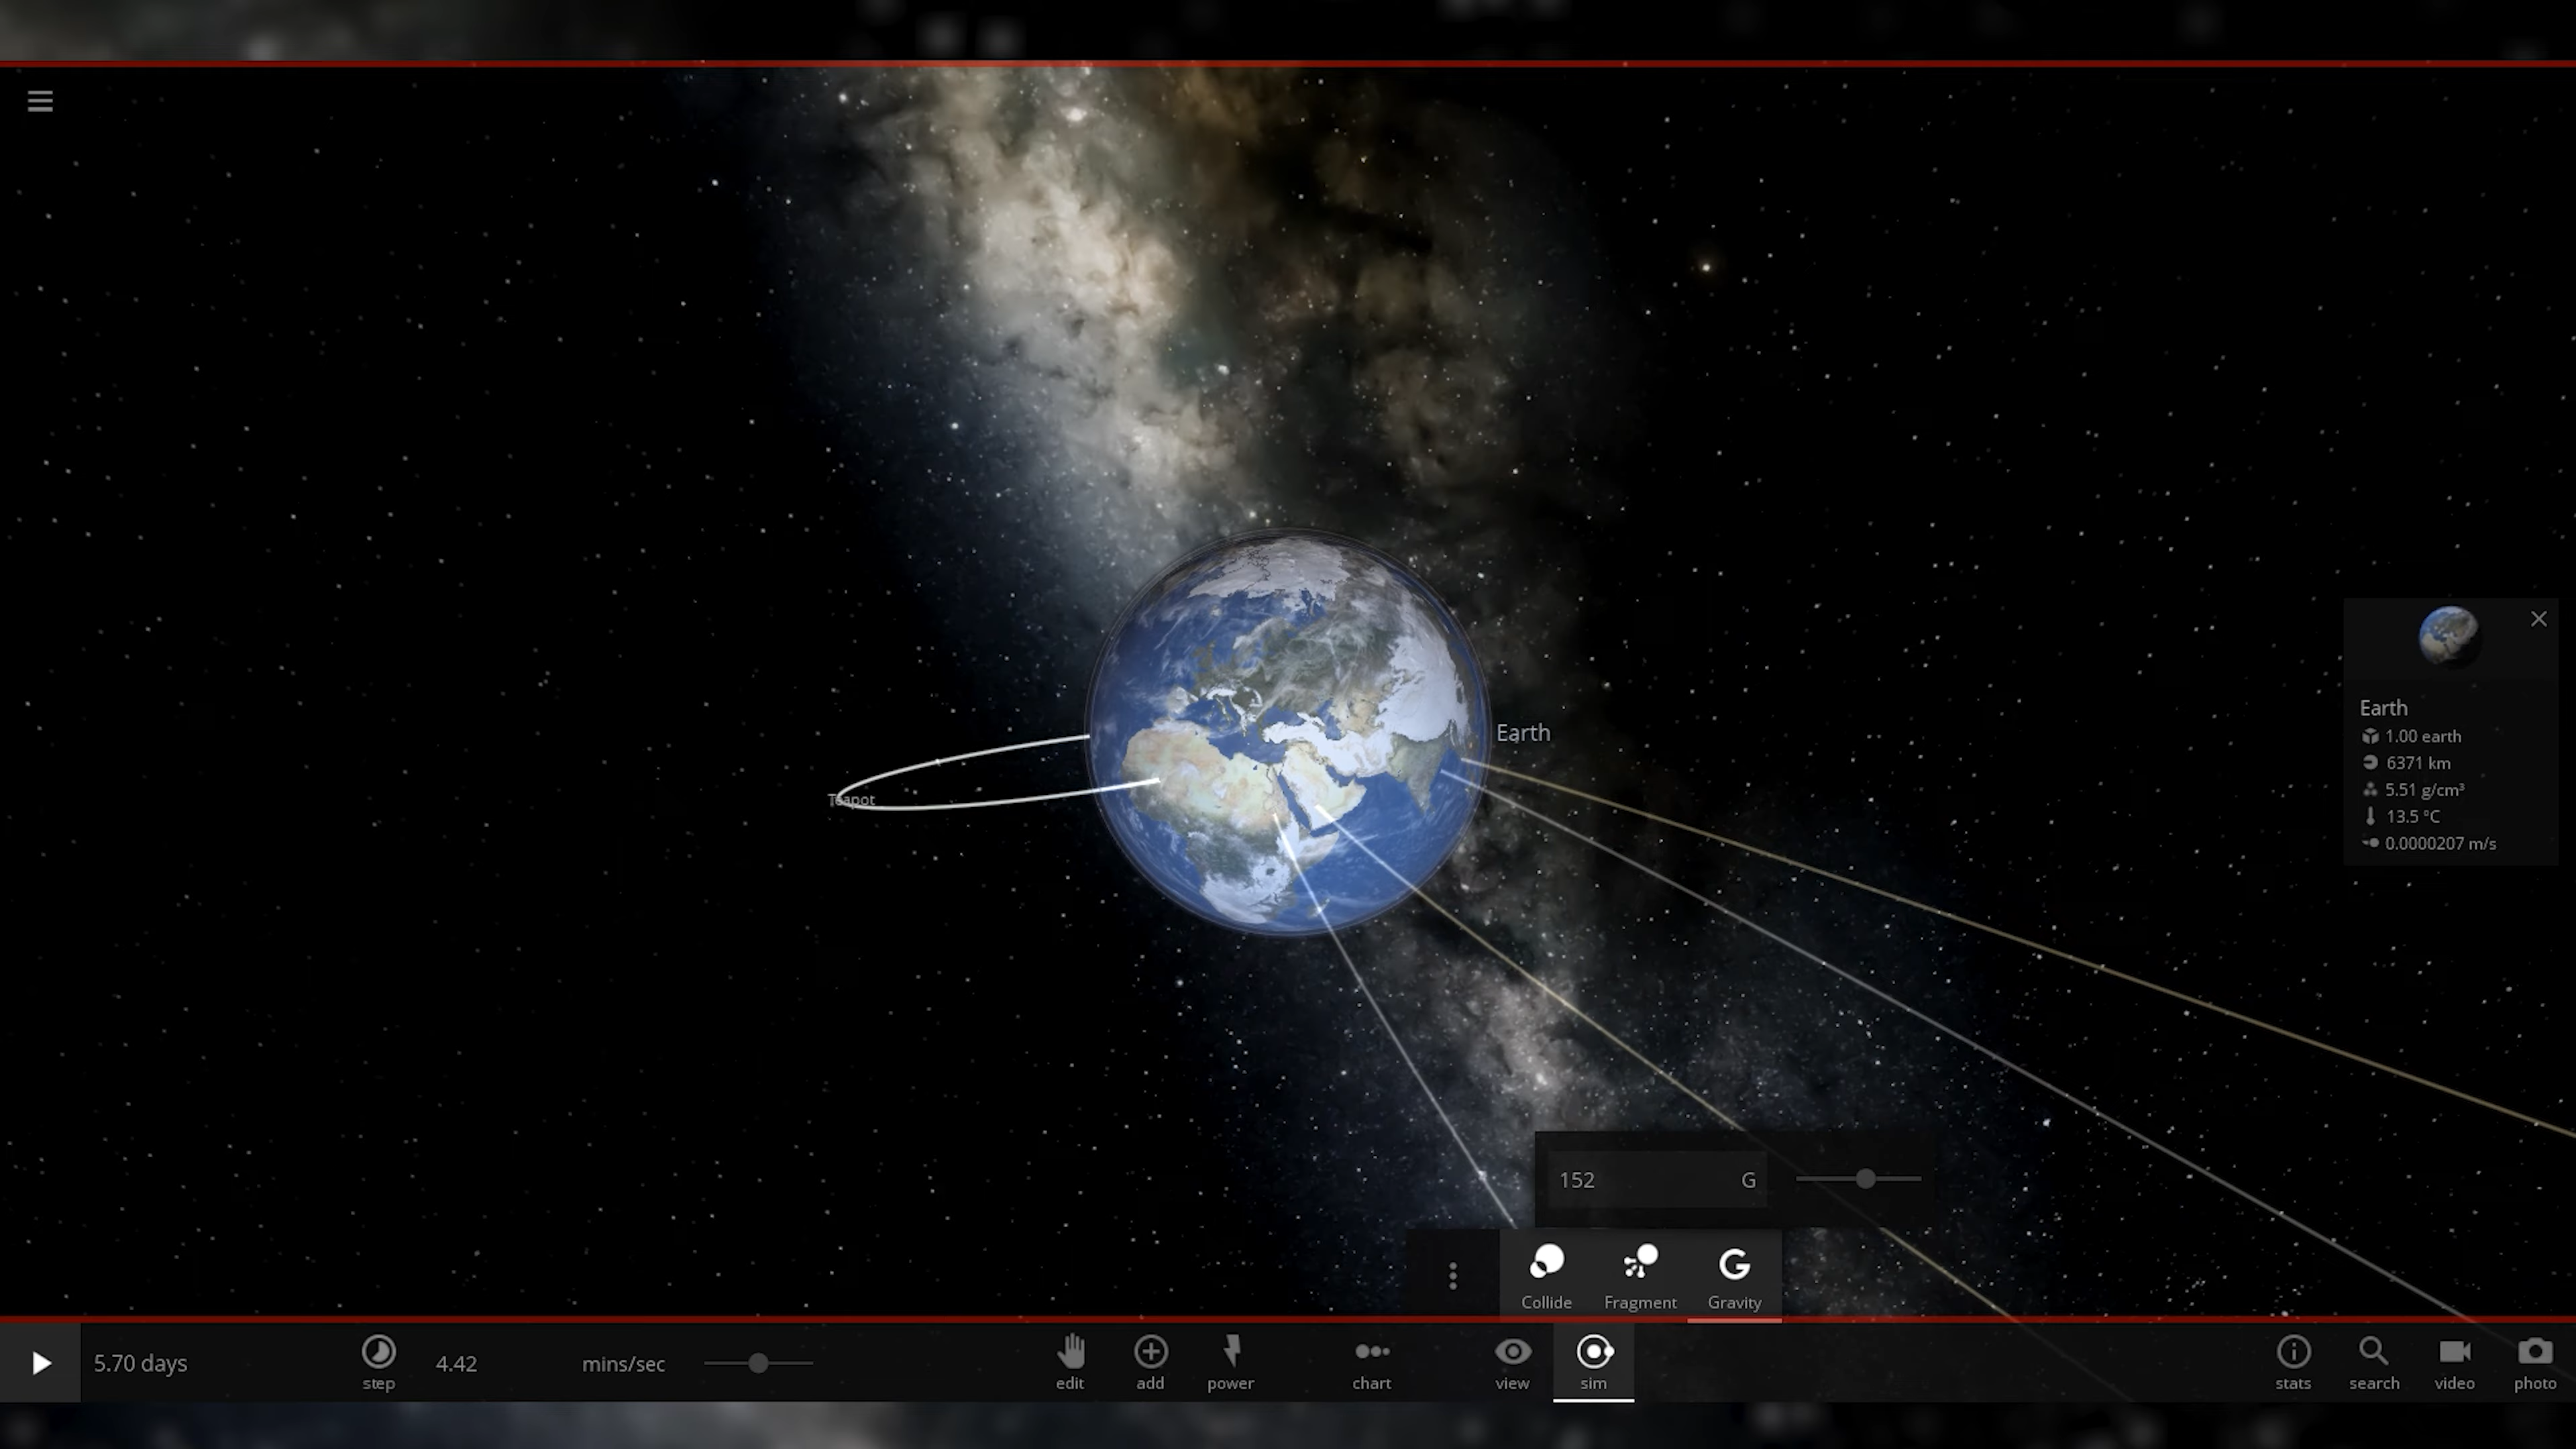 Teapot
Earth
Earth
1.00 earth
6371 km
5.51 g/cm³
13.5 °C
0.0000207 m/s
152 G
Collide Fragment Gravity
5.70 days step 4.42 mins/sec edit add power chart view sim stats search video photo